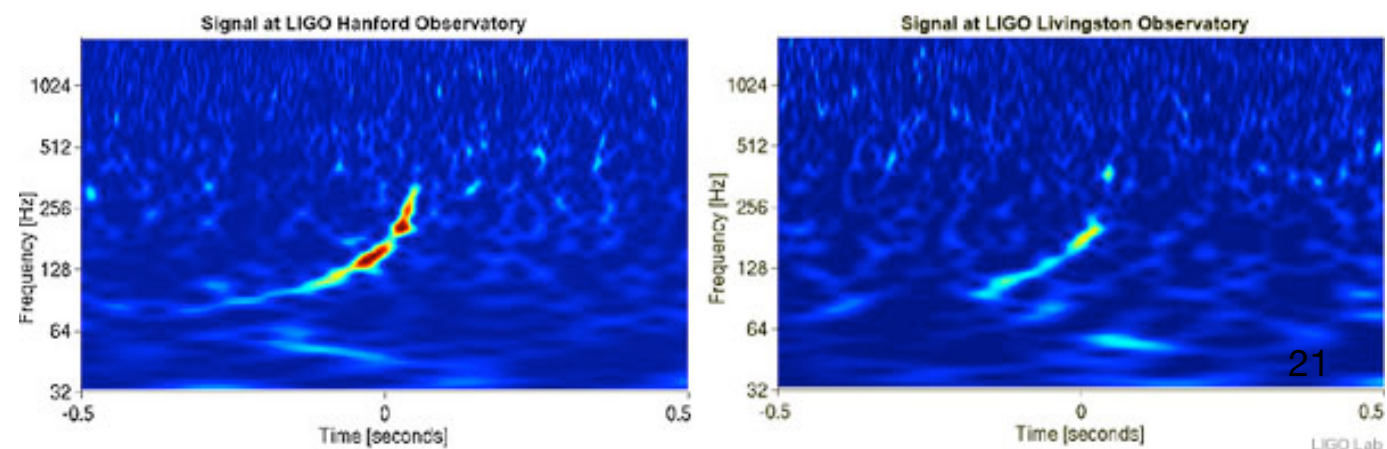 Signal at LIGO Hanford Observatory
Frequency [Hz]
1024
512
256
128
64
32
-0.5
0
0.5
Time [seconds]
Signal at LIGO Livingston Observatory
Frequency [Hz]
1024
512
256
128
64
32
-0.5
0
0.5
Time [seconds]
21
LIGO Lab